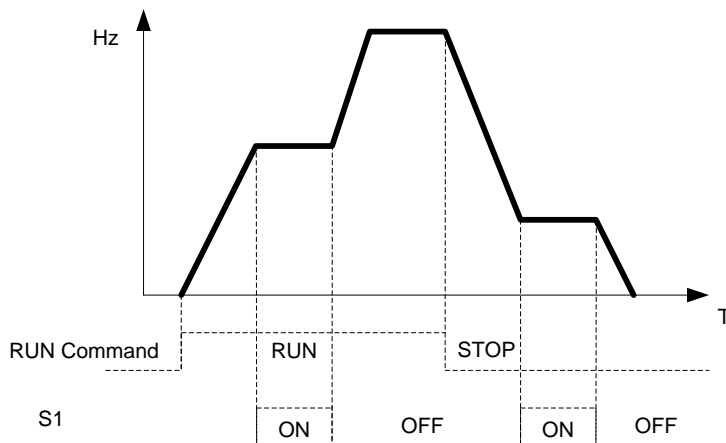 Hz
T
RUN Command RUN STOP
S1 ON OFF ON OFF